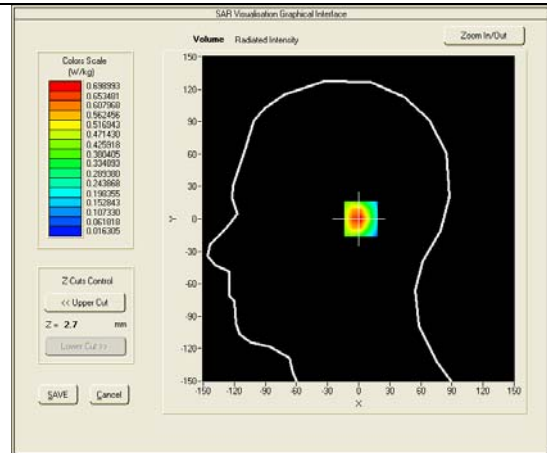 SAR Visualisation Graphical Interface
Volume Radiated Intensity
Zoom In/Out
Colors Scale
(W/kg)
0.698993
0.653481
0.607968
0.562456
0.516943
0.471430
0.425918
0.380405
0.334893
0.289380
0.243868
0.198355
0.152843
0.107330
0.061818
0.016305
Z Cuts Control
<< Upper Cut
Z = 2.7 mm
Lower Cut >>
SAVE Cancel
150
120
90
60
30
0
-30
-60
-90
-120
-150
Y
-150 -120 -90 -60 -30 0 30 60 90 120 150
X